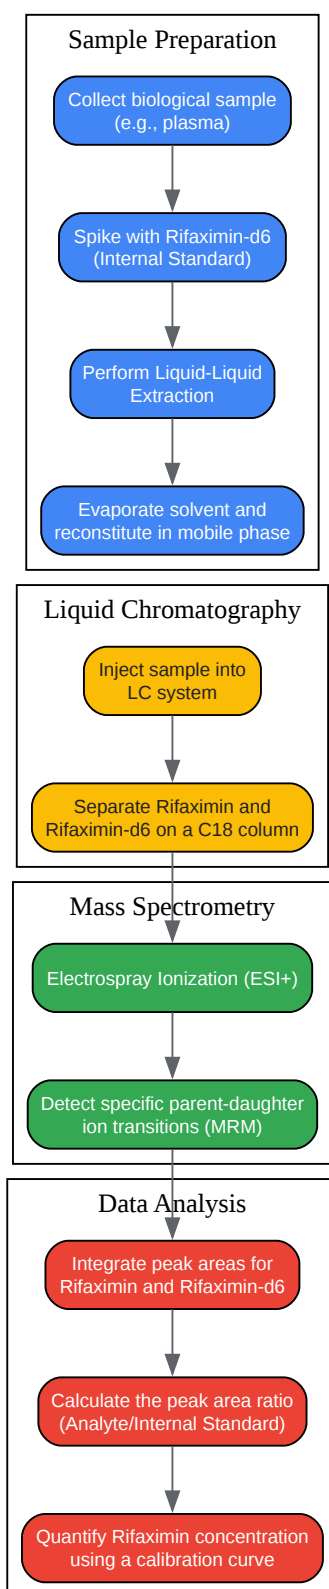 Sample Preparation
Collect biological sample
(e.g., plasma)
Spike with Rifaximin-d6
(Internal Standard)
Perform Liquid-Liquid
Extraction
Evaporate solvent and
reconstitute in mobile phase
Liquid Chromatography
Inject sample into
LC system
Separate Rifaximin and
Rifaximin-d6 on a C18 column
Mass Spectrometry
Electrospray Ionization (ESI+)
Detect specific parent-daughter
ion transitions (MRM)
Data Analysis
Integrate peak areas for
Rifaximin and Rifaximin-d6
Calculate the peak area ratio
(Analyte/Internal Standard)
Quantify Rifaximin concentration
using a calibration curve